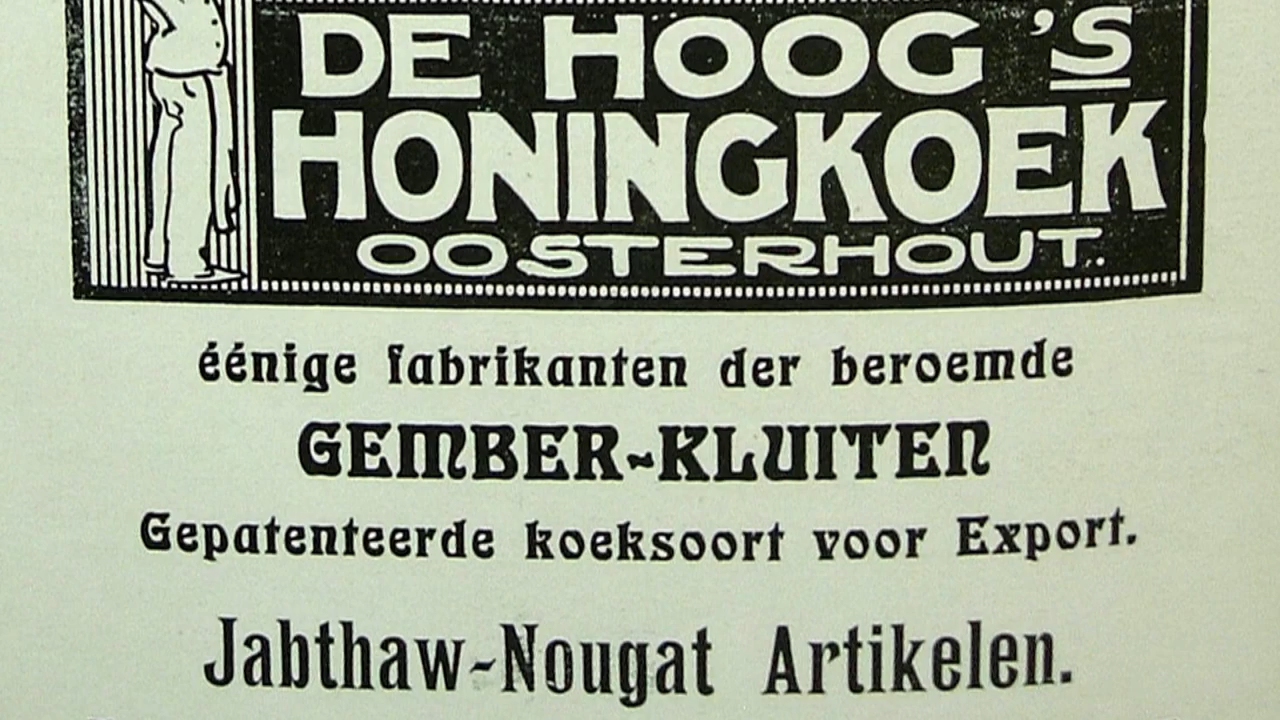 DE HOOG'S
HONINGKOEK
OOSTERHOUT.
éénige fabrikanten der beroemde
GEMBER-KLUITEN
Gepatenteerde koeksoort voor Export.
Jabthaw-Nougat Artikelen.